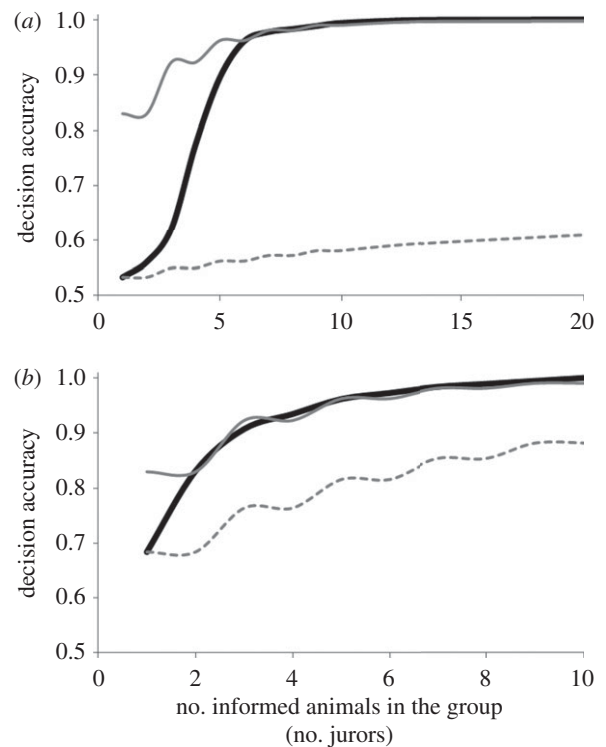 (a)
1.0
0.9
0.8
0.7
0.6
0.5
decision accuracy
0 5 10 15 20
(b)
1.0
0.9
0.8
0.7
0.6
0.5
decision accuracy
0 2 4 6 8 10
no. informed animals in the group
(no. jurors)